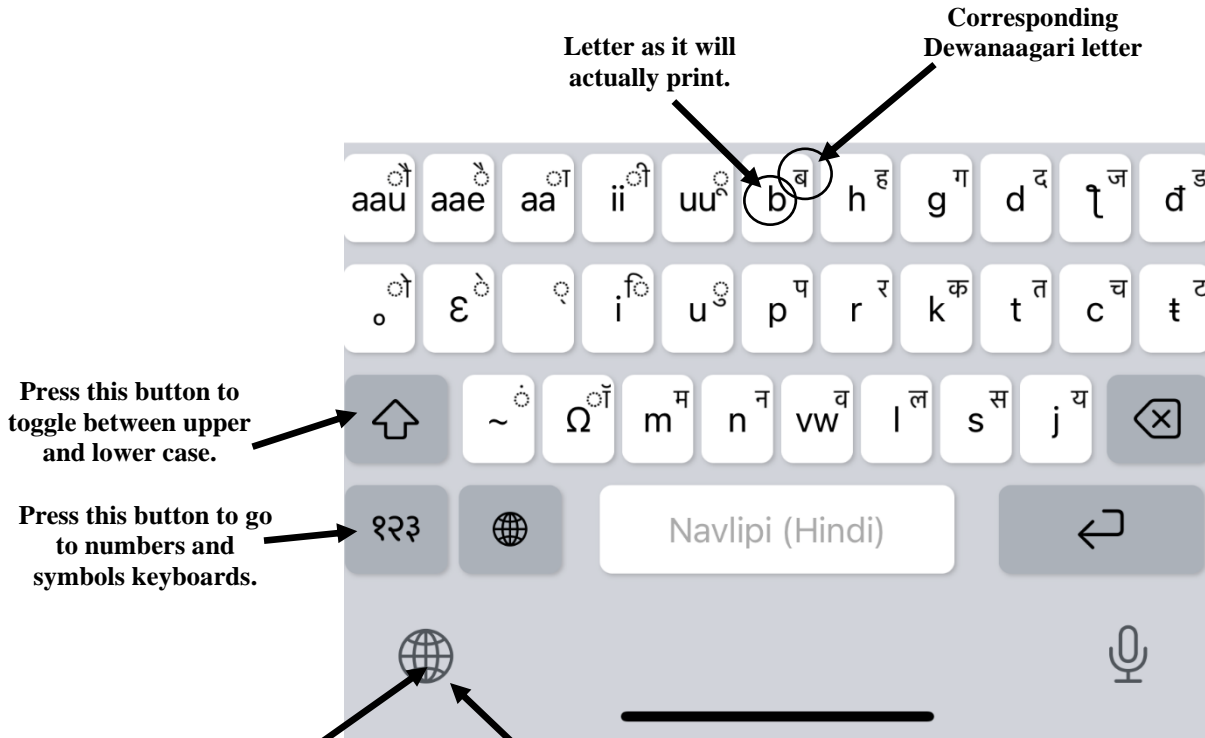 Corresponding
Dewanaagari letter
Letter as it will
actually print.
aau ौ aae ै aa ा ii ी uu ू b ब h ह g ग d द ƪ ज đ ड
o ो ɛ े ़ i ि u ु p प r र k क t त c च ŧ ट
Press this button to
toggle between upper
and lower case.
~ ं Ω ॉ m म n न vw व l ल s स j य
Press this button to go
to numbers and
symbols keyboards.
१२३ Navlipi (Hindi)